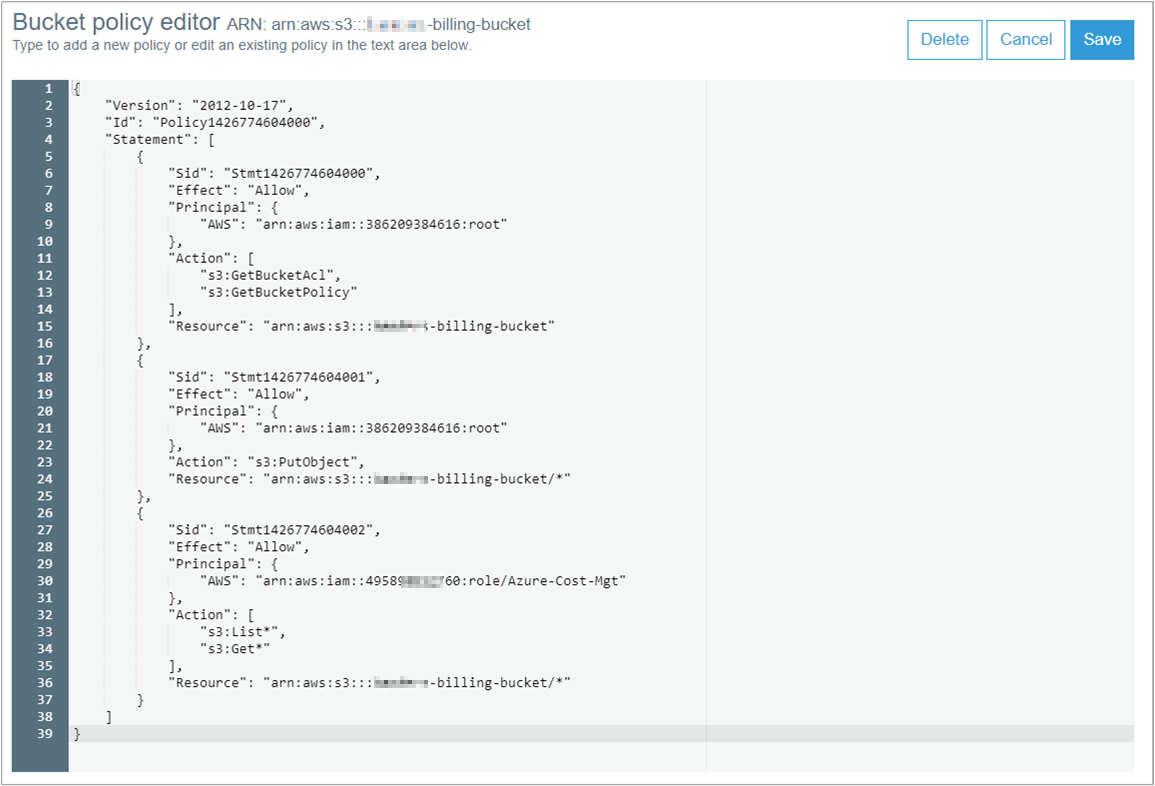 Bucket policy editor ARN: arn:aws:s3:::-billing-bucket
Type to add a new policy or edit an existing policy in the text area below.
Delete Cancel Save
1 {
2 "Version": "2012-10-17",
3 "Id": "Policy1426774604000",
4 "Statement": [
5 {
6 "Sid": "Stmt1426774604000",
7 "Effect": "Allow",
8 "Principal": {
9 "AWS": "arn:aws:iam::386209384616:root"
10 },
11 "Action": [
12 "s3:GetBucketAcl",
13 "s3:GetBucketPolicy"
14 ],
15 "Resource": "arn:aws:s3:::-billing-bucket"
16 },
17 {
18 "Sid": "Stmt1426774604001",
19 "Effect": "Allow",
20 "Principal": {
21 "AWS": "arn:aws:iam::386209384616:root"
22 },
23 "Action": "s3:PutObject",
24 "Resource": "arn:aws:s3:::-billing-bucket/*"
25 },
26 {
27 "Sid": "Stmt1426774604002",
28 "Effect": "Allow",
29 "Principal": {
30 "AWS": "arn:aws:iam::4958960:role/Azure-Cost-Mgt"
31 },
32 "Action": [
33 "s3:List*",
34 "s3:Get*"
35 ],
36 "Resource": "arn:aws:s3:::-billing-bucket/*"
37 }
38 ]
39 }